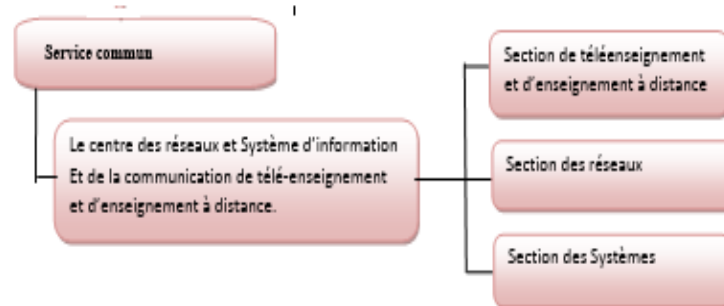 Service commun
Le centre des réseaux et Système d'information
Et de la communication de télé-enseignement
et d'enseignement à distance.
Section de téléenseignement
et d'enseignement à distance
Section des réseaux
Section des Systèmes